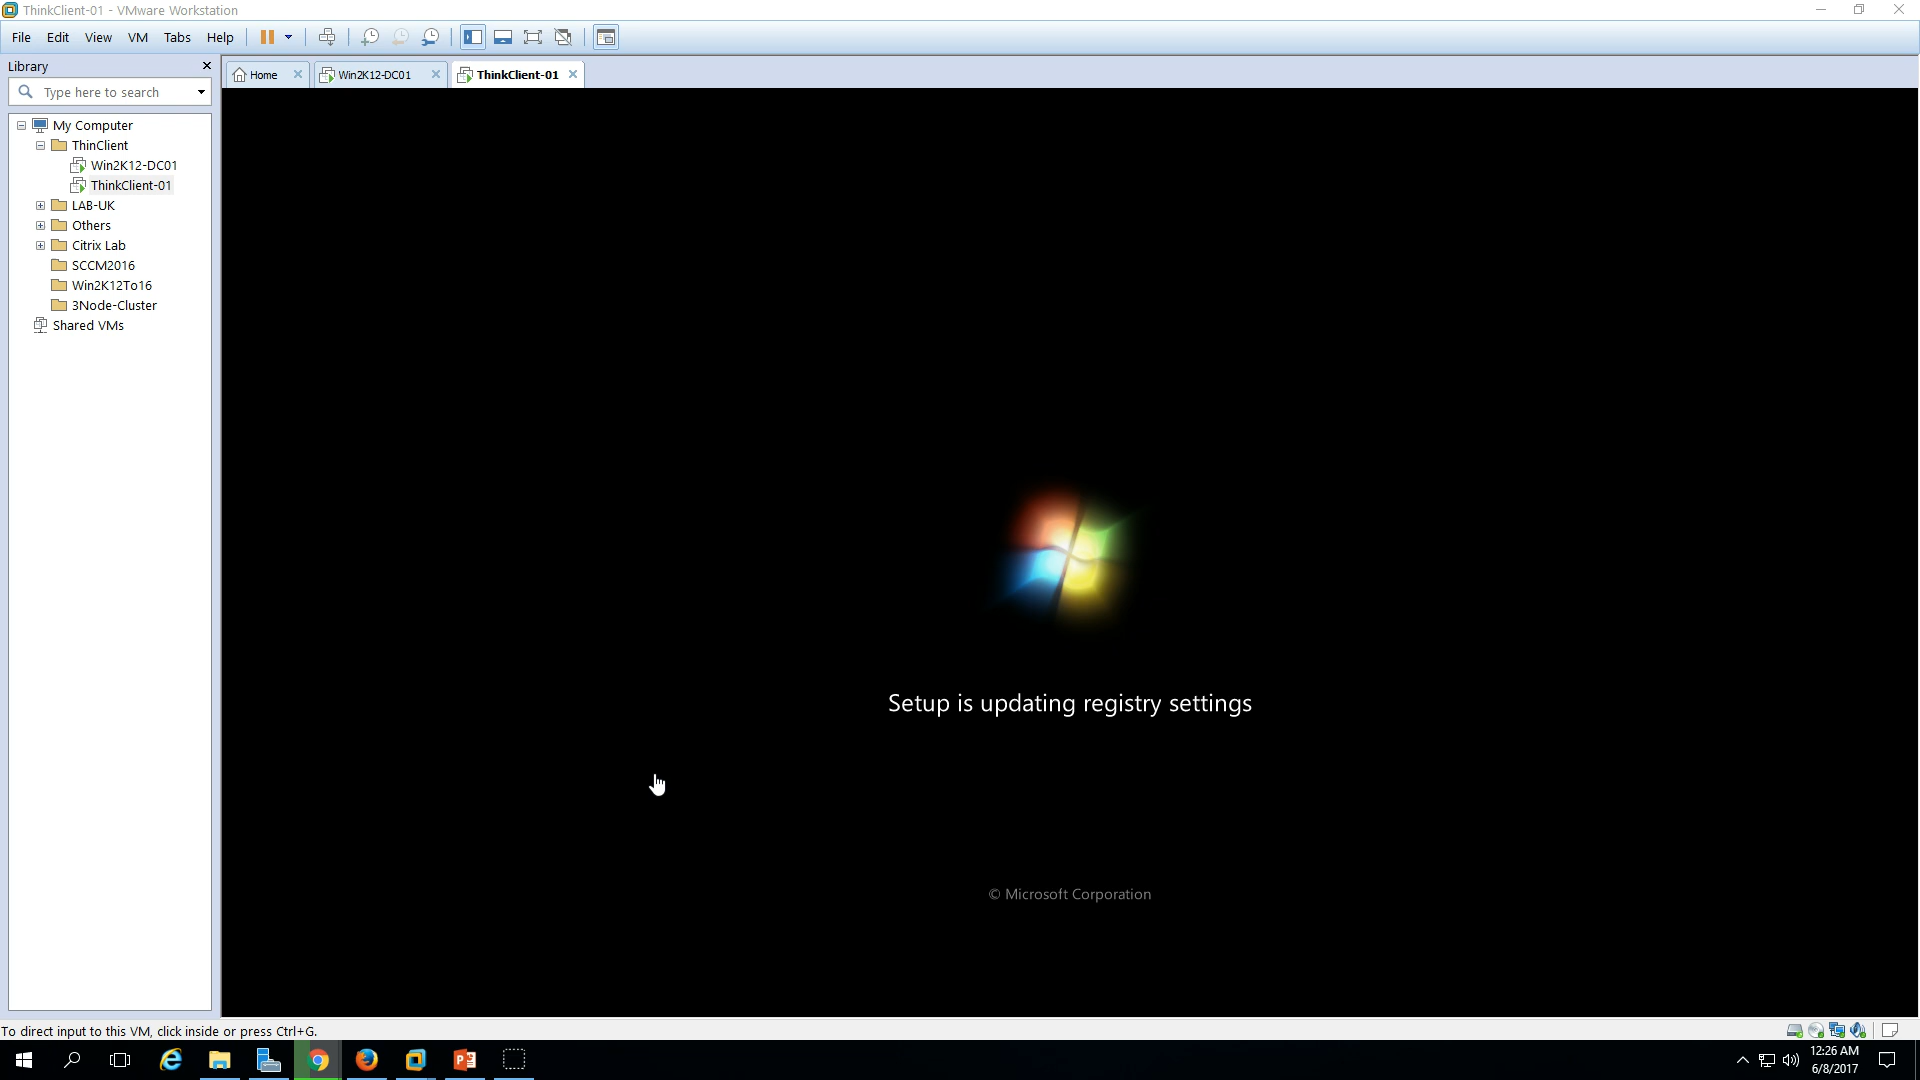 ThinkClient-01 - VMware Workstation
File Edit View VM Tabs Help
Library
Type here to search
My Computer
ThinClient
Win2K12-DC01
ThinkClient-01
LAB-UK
Others
Citrix Lab
SCCM2016
Win2K12To16
3Node-Cluster
Shared VMs
Home
Win2K12-DC01
ThinkClient-01
Setup is updating registry settings
© Microsoft Corporation
To direct input to this VM, click inside or press Ctrl+G.
12:26 AM
6/8/2017